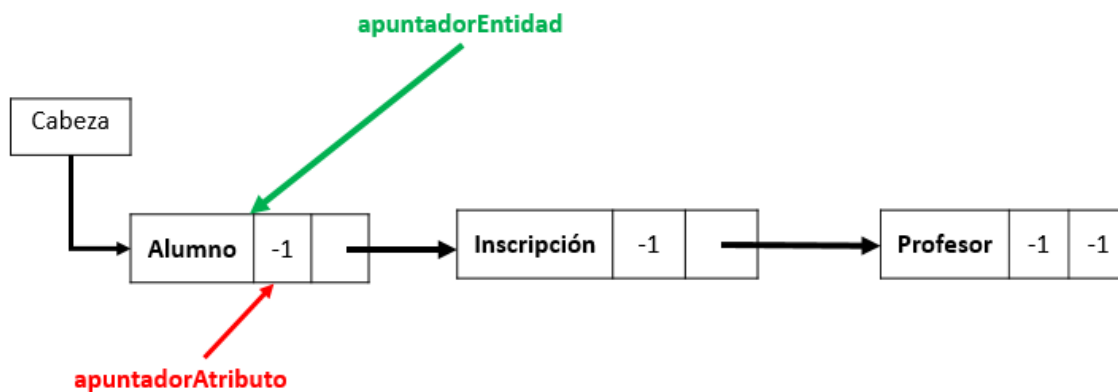 apuntadorEntidad
Cabeza
Alumno -1
Inscripción -1
Profesor -1 -1
apuntadorAtributo